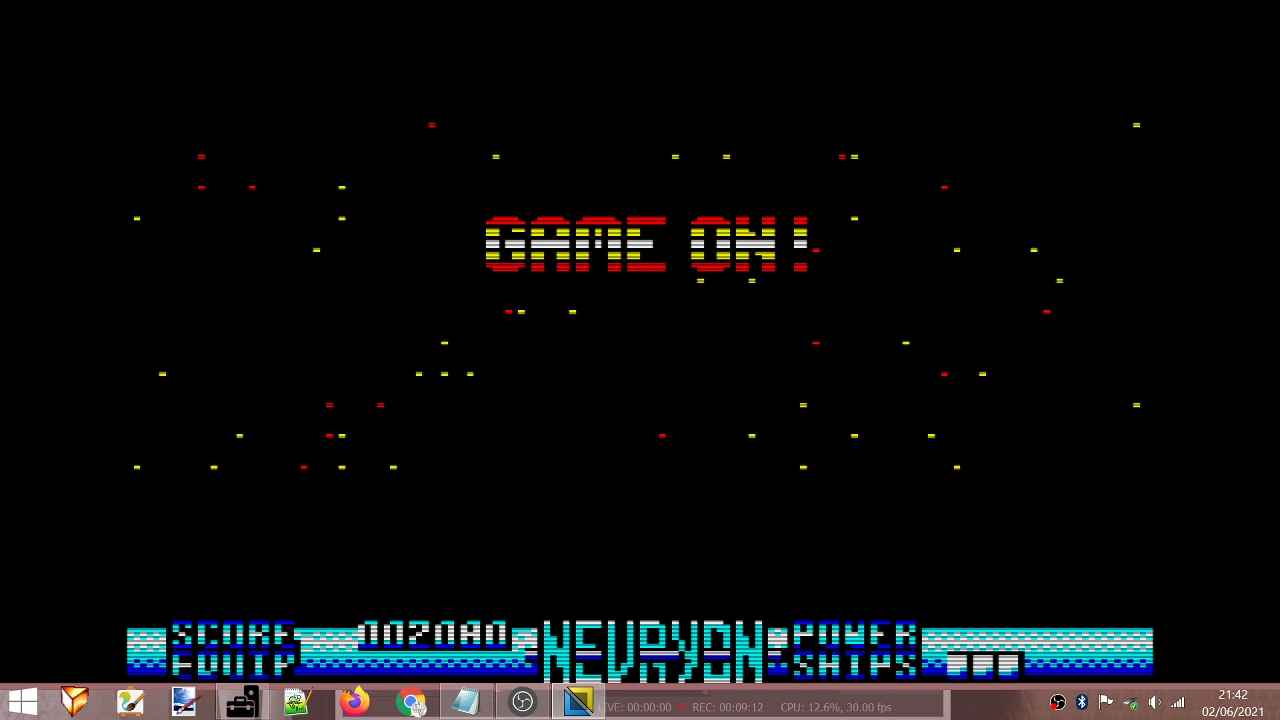 GAME ON!
SCORE 002080 NEVRYON POWER
EQUIP SHIPS
LIVE: 00:00:00 REC: 00:09:12 CPU: 12.6%, 30.00 fps
21:42
02/06/2021